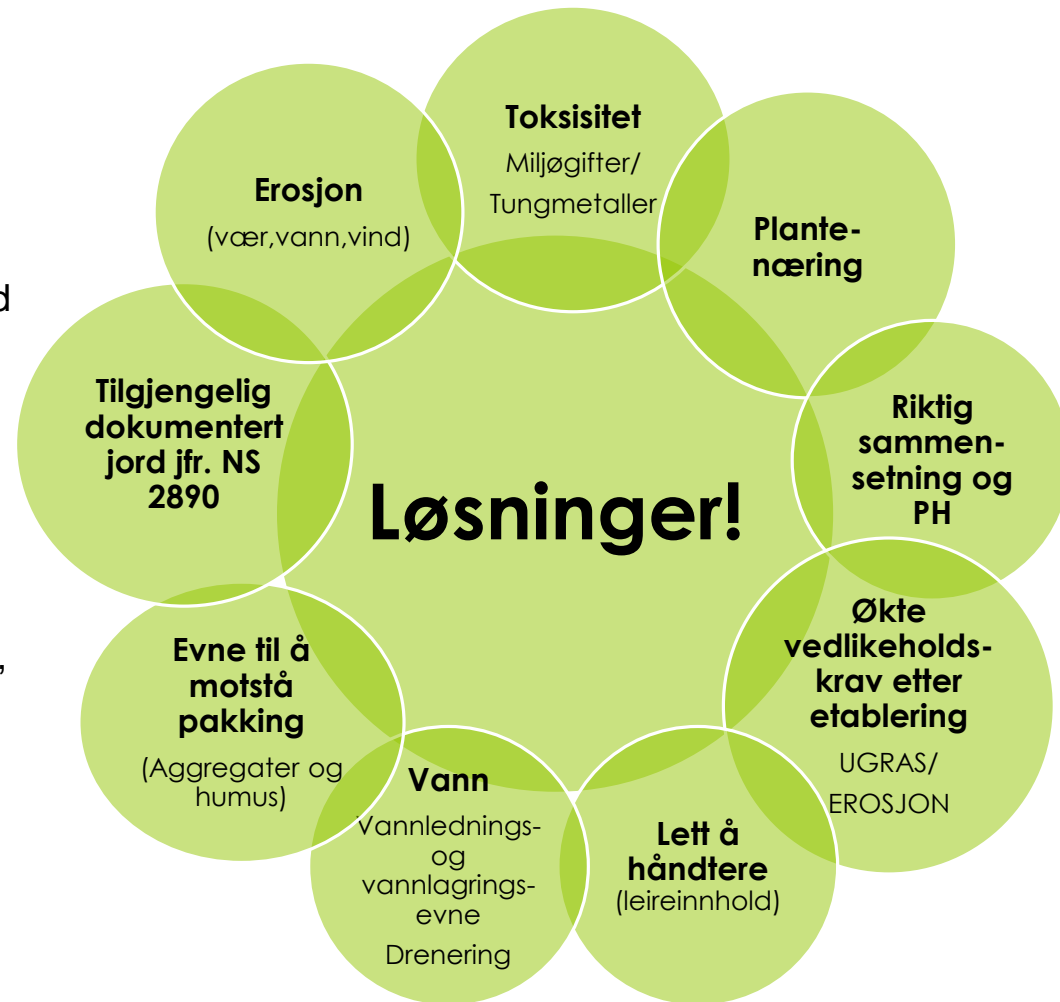 Toksisitet
Miljøgifter/
Tungmetaller
Plante-
næring
Riktig
sammen-
setning og
PH
Økte
vedlikeholds-
krav etter
etablering
UGRAS/
EROSJON
Lett å
håndtere
(leireinnhold)
Vann
Vannlednings-
og
vannlagrings-
evne
Drenering
Evne til å
motstå
pakking
(Aggregater og
humus)
Tilgjengelig
dokumentert
jord jfr. NS
2890
Erosjon
(vær,vann,vind)
Løsninger!
d
,